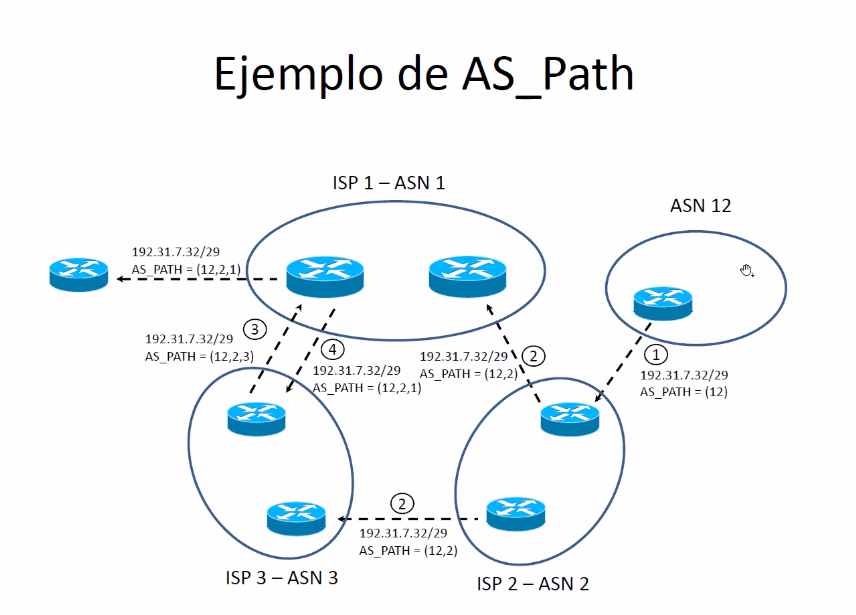 Ejemplo de AS_Path
ISP 1 – ASN 1
ASN 12
192.31.7.32/29
AS_PATH = (12,2,1)
3
192.31.7.32/29
AS_PATH = (12,2,3)
4
192.31.7.32/29
AS_PATH = (12,2,1)
192.31.7.32/29
AS_PATH = (12,2)
2
1
192.31.7.32/29
AS_PATH = (12)
2
192.31.7.32/29
AS_PATH = (12,2)
ISP 3 – ASN 3
ISP 2 – ASN 2